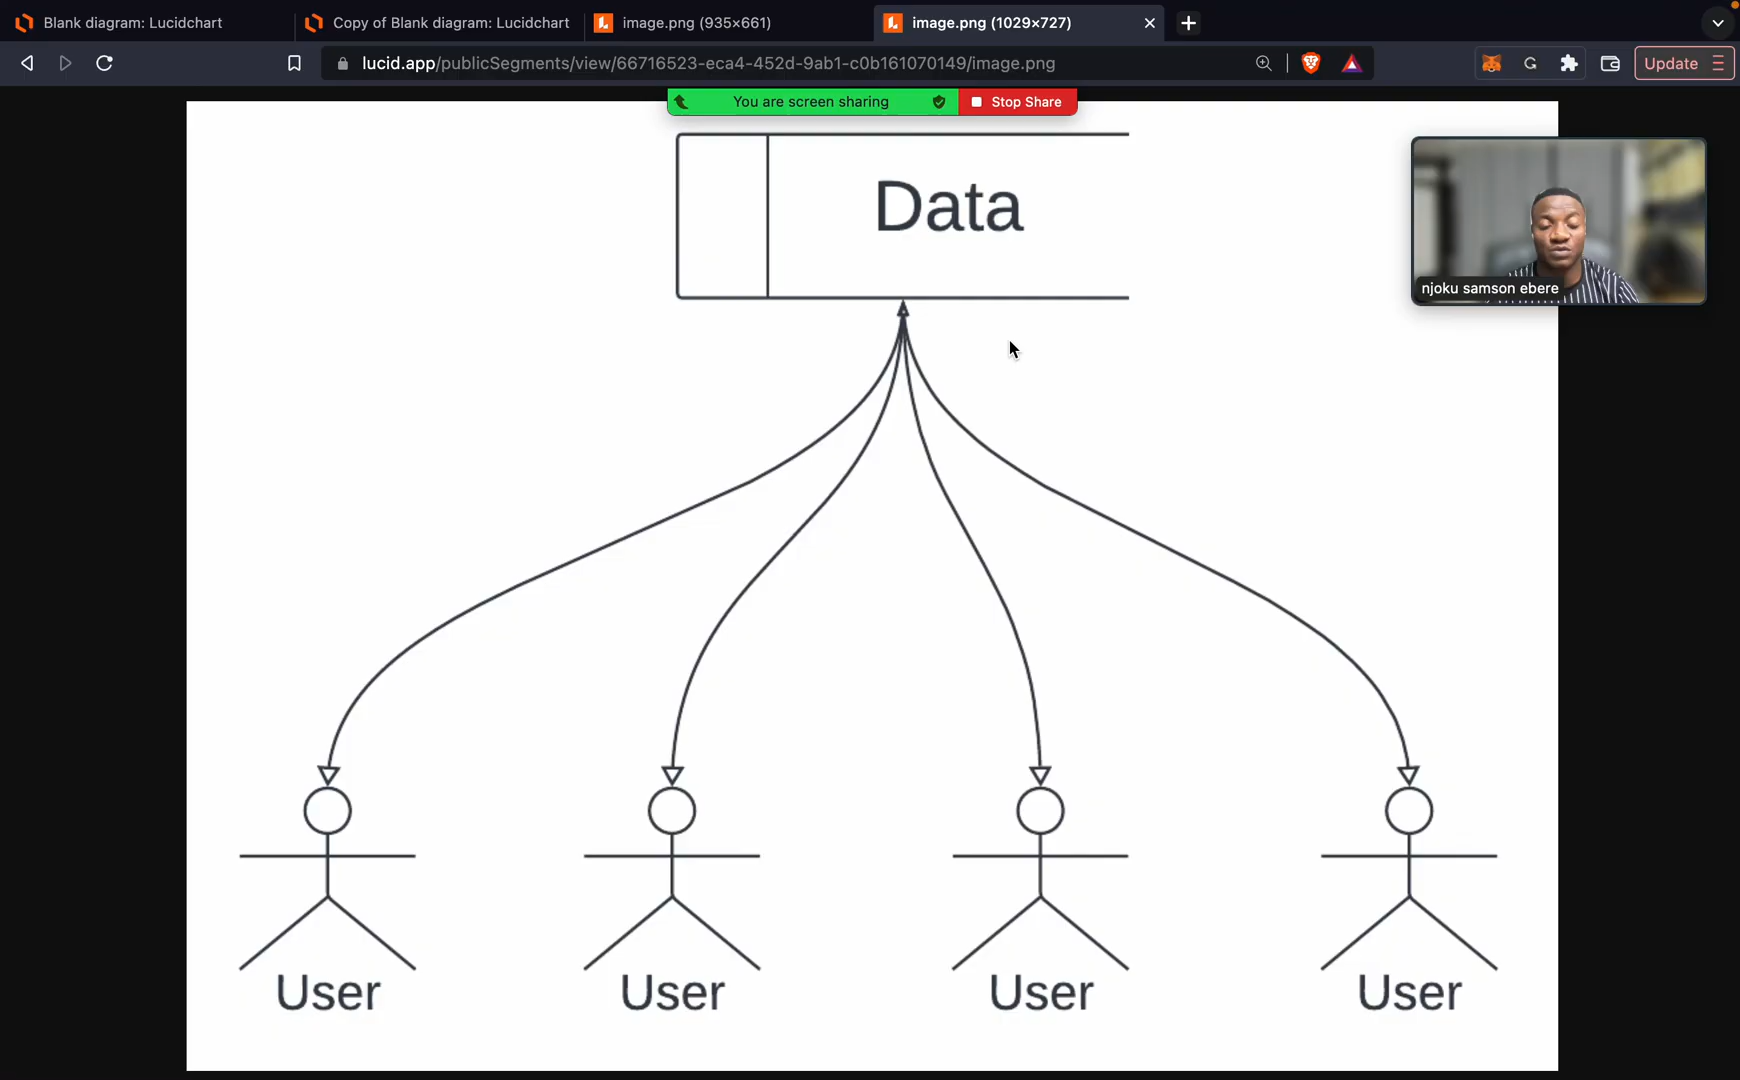 Blank diagram: Lucidchart
Copy of Blank diagram: Lucidchart
image.png (935×661)
image.png (1029×727)
lucid.app/publicSegments/view/66716523-eca4-452d-9ab1-c0b161070149/image.png
Update
You are screen sharing
Stop Share
Data
njoku samson ebere
User
User
User
User